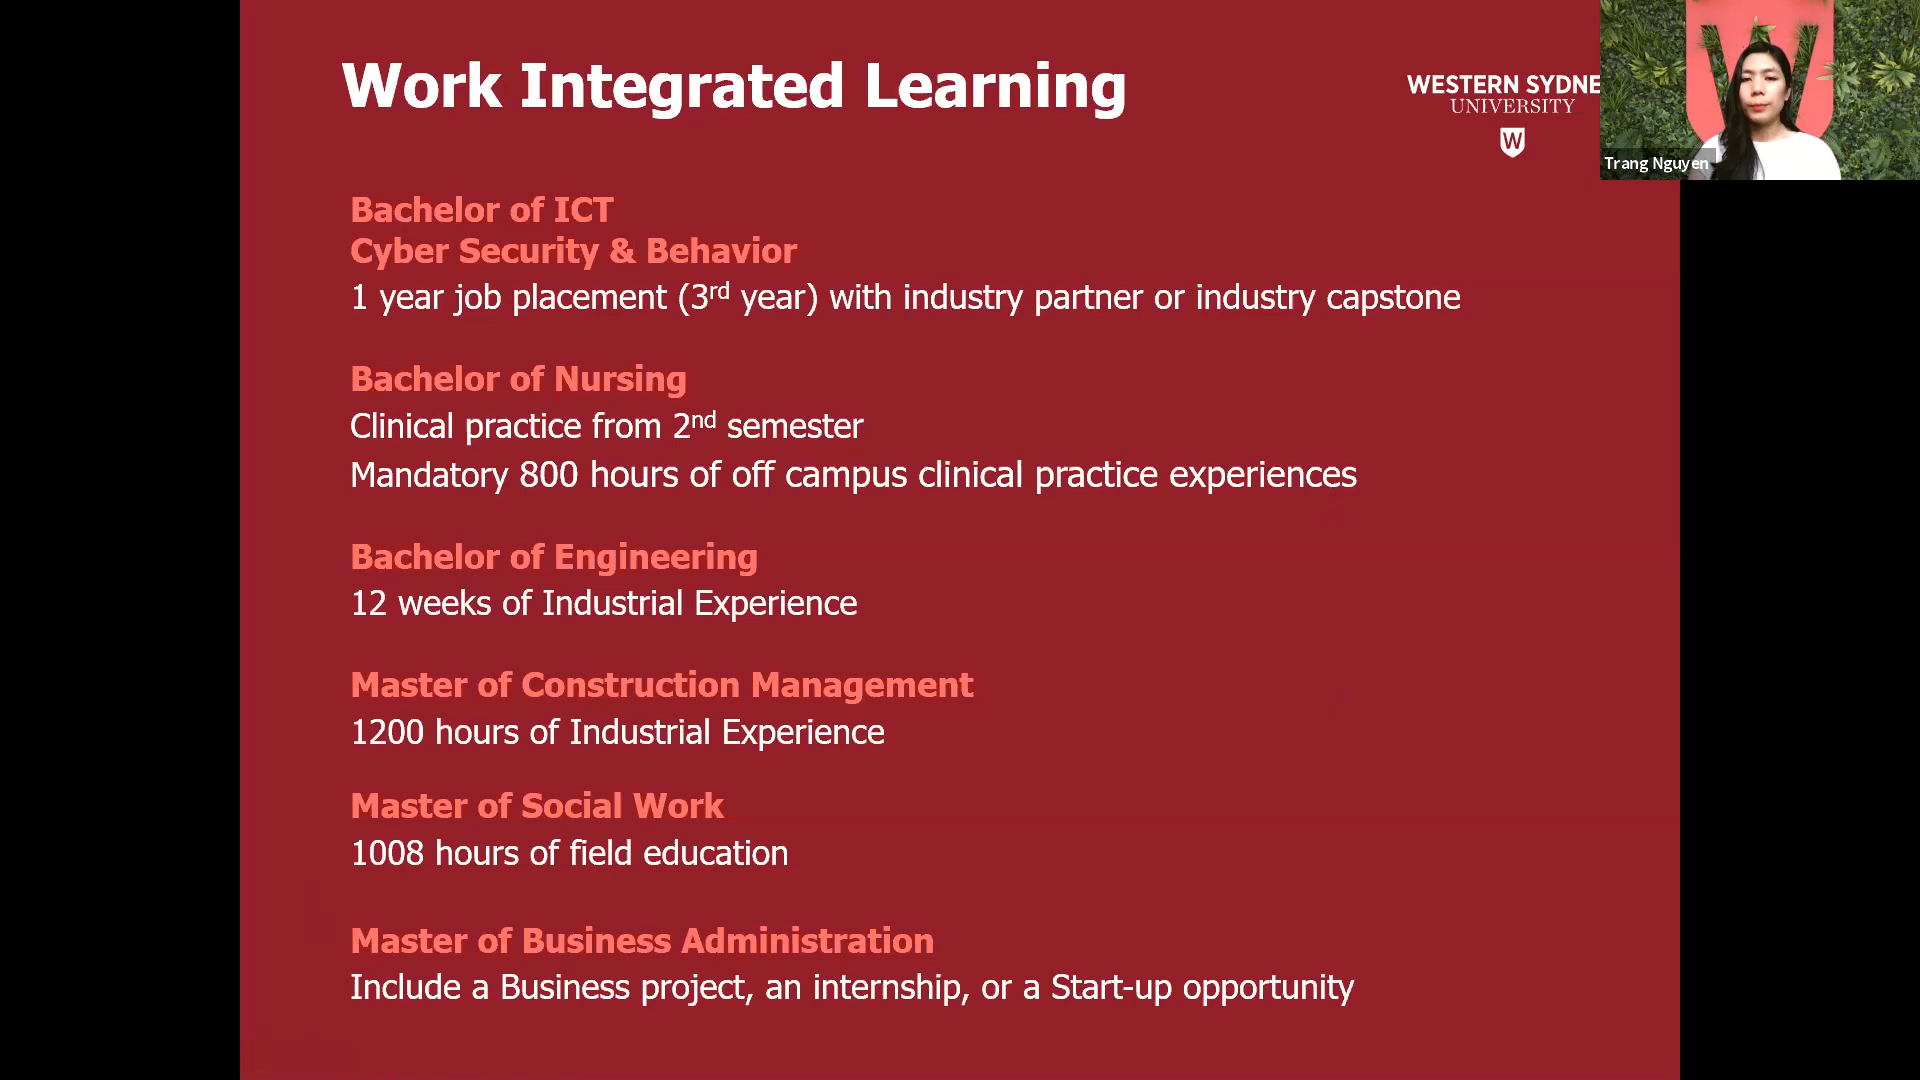 Work Integrated Learning
WESTERN SYDNE
UNIVERSITY
W
W
Trang Nguyen
Bachelor of ICT
Cyber Security & Behavior
1 year job placement (3rd year) with industry partner or industry capstone
Bachelor of Nursing
Clinical practice from 2nd semester
Mandatory 800 hours of off campus clinical practice experiences
Bachelor of Engineering
12 weeks of Industrial Experience
Master of Construction Management
1200 hours of Industrial Experience
Master of Social Work
1008 hours of field education
Master of Business Administration
Include a Business project, an internship, or a Start-up opportunity